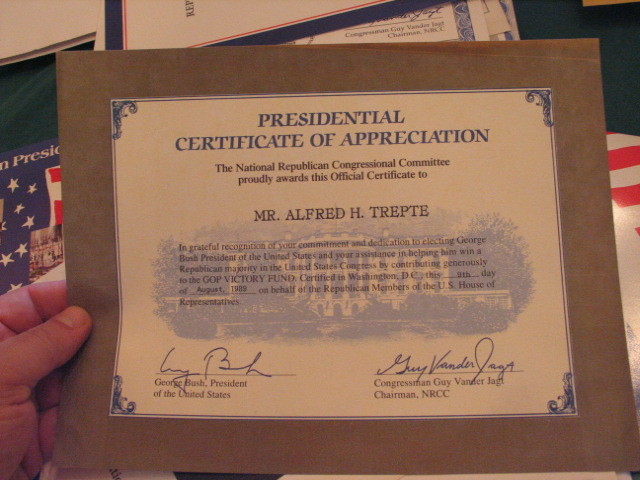 Congressman Guy Vander Jagt
Chairman, NRCC
PRESIDENTIAL
CERTIFICATE OF APPRECIATION
The National Republican Congressional Committee
proudly awards this Official Certificate to
MR. ALFRED H. TREPTE
In grateful recognition of your commitment and dedication to electing George
Bush President of the United States and your assistance in helping him win a
Republican majority in the United States Congress by contributing generously
to the GOP VICTORY FUND. Certified in Washington, D.C. this 9th day
of August, 1989 on behalf of the Republican Members of the U.S. House of
Representatives
George Bush, President
of the United States
Guy Vander Jagt
Congressman Guy Vander Jagt
Chairman, NRCC